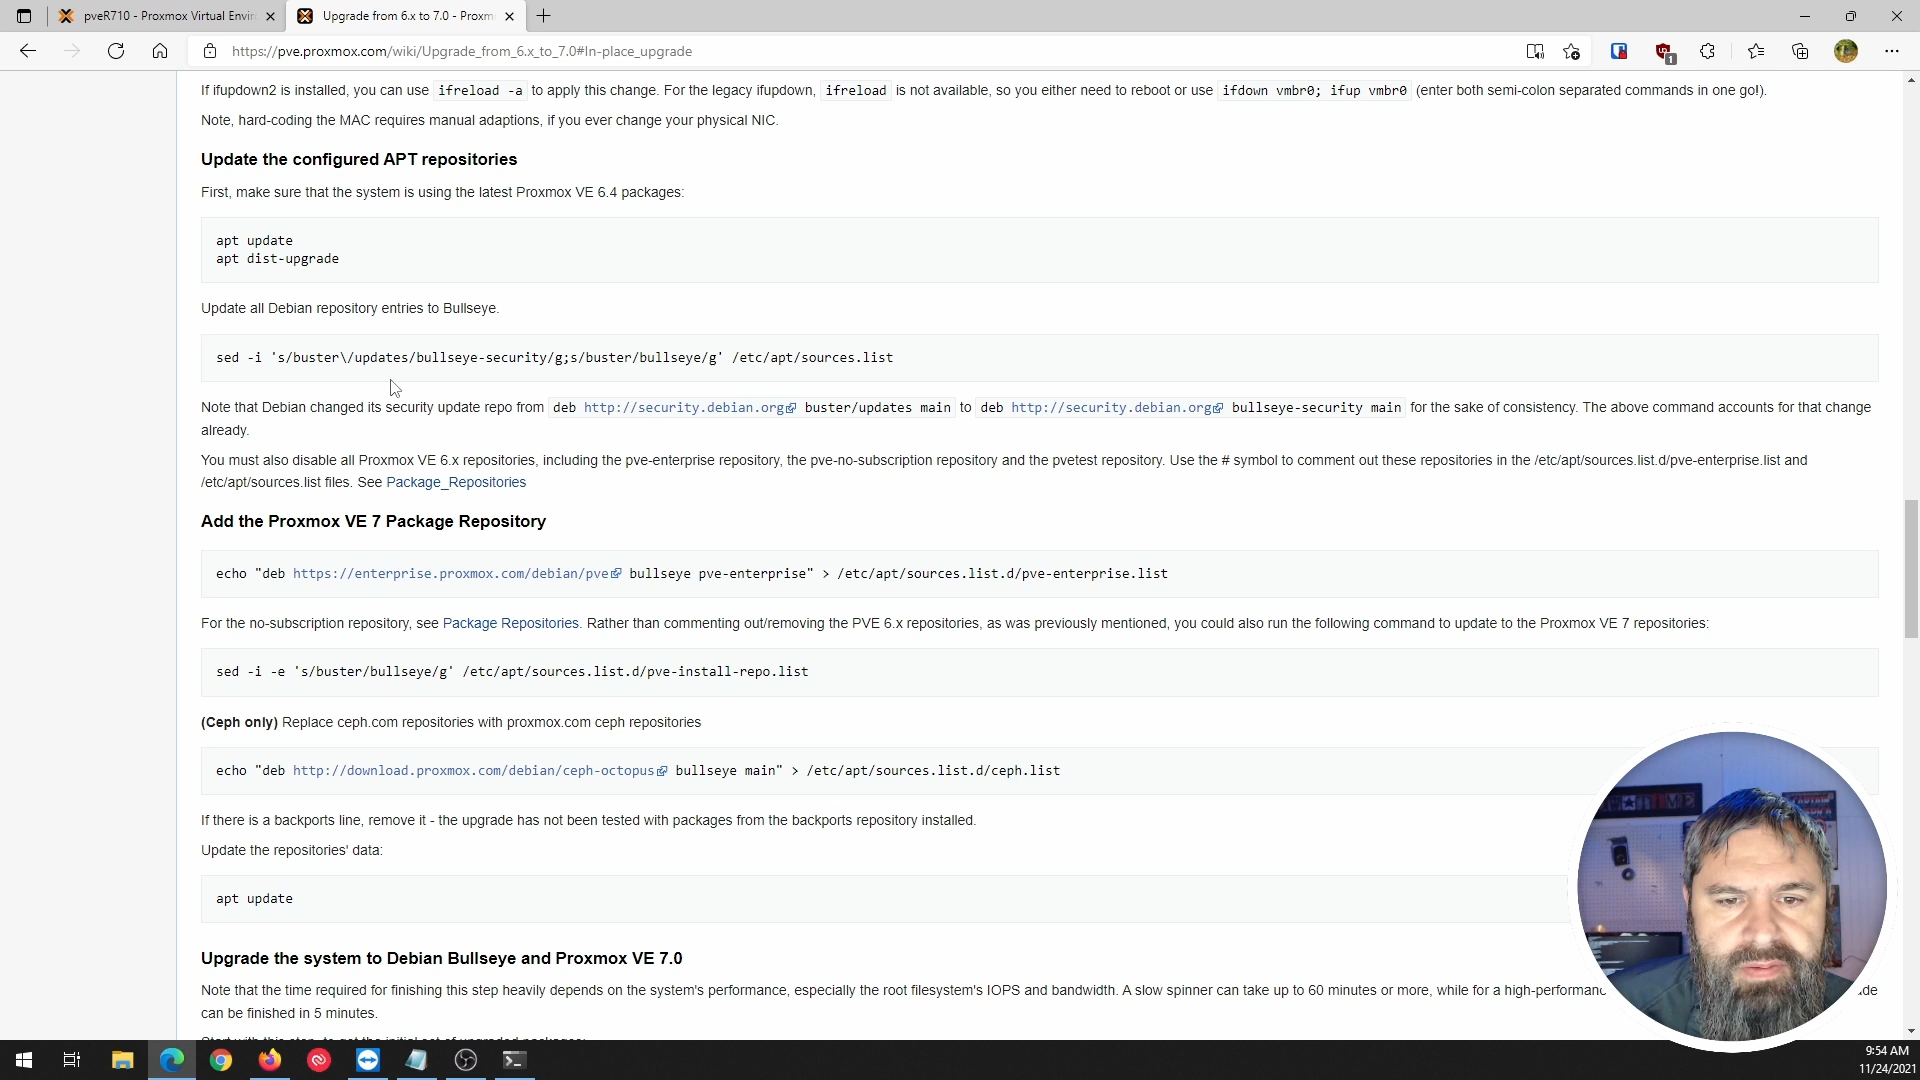 pveR710 - Proxmox Virtual Enviro
Upgrade from 6.x to 7.0 - Proxm
https://pve.proxmox.com/wiki/Upgrade_from_6.x_to_7.0#In-place_upgrade
1
If ifupdown2 is installed, you can use ifreload -a to apply this change. For the legacy ifupdown, ifreload is not available, so you either need to reboot or use ifdown vmbr0; ifup vmbr0 (enter both semi-colon separated commands in one go!).
Note, hard-coding the MAC requires manual adaptions, if you ever change your physical NIC.
Update the configured APT repositories
First, make sure that the system is using the latest Proxmox VE 6.4 packages:
apt update
apt dist-upgrade
Update all Debian repository entries to Bullseye.
sed -i 's/buster\/updates/bullseye-security/g;s/buster/bullseye/g' /etc/apt/sources.list
Note that Debian changed its security update repo from deb http://security.debian.org buster/updates main to deb http://security.debian.org bullseye-security main for the sake of consistency. The above command accounts for that change
already.
You must also disable all Proxmox VE 6.x repositories, including the pve-enterprise repository, the pve-no-subscription repository and the pvetest repository. Use the # symbol to comment out these repositories in the /etc/apt/sources.list.d/pve-enterprise.list and
/etc/apt/sources.list files. See Package_Repositories
Add the Proxmox VE 7 Package Repository
echo "deb https://enterprise.proxmox.com/debian/pve bullseye pve-enterprise" > /etc/apt/sources.list.d/pve-enterprise.list
For the no-subscription repository, see Package Repositories. Rather than commenting out/removing the PVE 6.x repositories, as was previously mentioned, you could also run the following command to update to the Proxmox VE 7 repositories:
sed -i -e 's/buster/bullseye/g' /etc/apt/sources.list.d/pve-install-repo.list
(Ceph only) Replace ceph.com repositories with proxmox.com ceph repositories
echo "deb http://download.proxmox.com/debian/ceph-octopus bullseye main" > /etc/apt/sources.list.d/ceph.list
If there is a backports line, remove it - the upgrade has not been tested with packages from the backports repository installed.
Update the repositories' data:
apt update
Upgrade the system to Debian Bullseye and Proxmox VE 7.0
Note that the time required for finishing this step heavily depends on the system's performance, especially the root filesystem's IOPS and bandwidth. A slow spinner can take up to 60 minutes or more, while for a high-performanc
can be finished in 5 minutes.
9:54 AM
11/24/2021